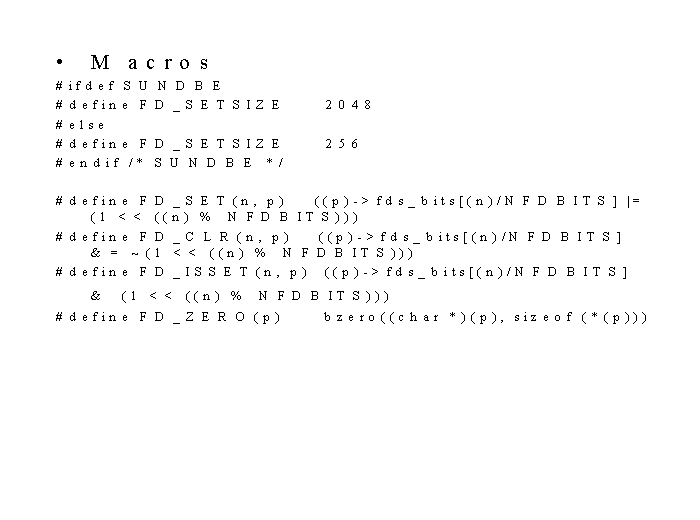 • Macros
#ifdef SUNDBE
#define FD_SETSIZE 2048
#else
#define FD_SETSIZE 256
#endif /* SUNDBE */
#define FD_SET(n, p) ((p)->fds_bits[(n)/NFDBITS] |=
(1 << ((n) % NFDBITS)))
#define FD_CLR(n, p) ((p)->fds_bits[(n)/NFDBITS]
&= ~(1 << ((n) % NFDBITS)))
#define FD_ISSET(n, p) ((p)->fds_bits[(n)/NFDBITS]
& (1 << ((n) % NFDBITS)))
#define FD_ZERO(p) bzero((char *)(p), sizeof (*(p)))